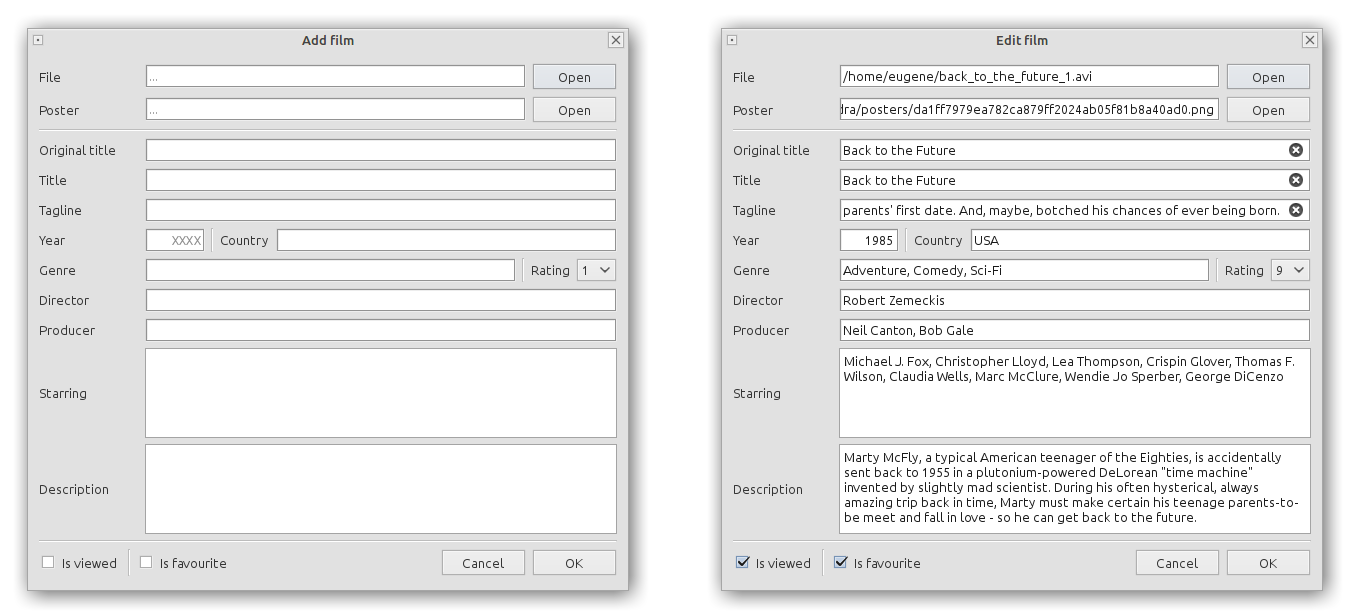 Add film
File ... Open
Poster ... Open
Original title
Title
Tagline
Year XXXX Country
Genre Rating 1
Director
Producer
Starring
Description
Is viewed Is favourite Cancel OK
Edit film
File /home/eugene/back_to_the_future_1.avi Open
Poster dra/posters/da1ff7979ea782ca879ff2024ab05f81b8a40ad0.png Open
Original title Back to the Future
Title Back to the Future
Tagline parents' first date. And, maybe, botched his chances of ever being born.
Year 1985 Country USA
Genre Adventure, Comedy, Sci-Fi Rating 9
Director Robert Zemeckis
Producer Neil Canton, Bob Gale
Starring
Michael J. Fox, Christopher Lloyd, Lea Thompson, Crispin Glover, Thomas F.
Wilson, Claudia Wells, Marc McClure, Wendie Jo Sperber, George DiCenzo
Description
Marty McFly, a typical American teenager of the Eighties, is accidentally
sent back to 1955 in a plutonium-powered DeLorean "time machine"
invented by slightly mad scientist. During his often hysterical, always
amazing trip back in time, Marty must make certain his teenage parents-to-
be meet and fall in love - so he can get back to the future.
Is viewed Is favourite Cancel OK